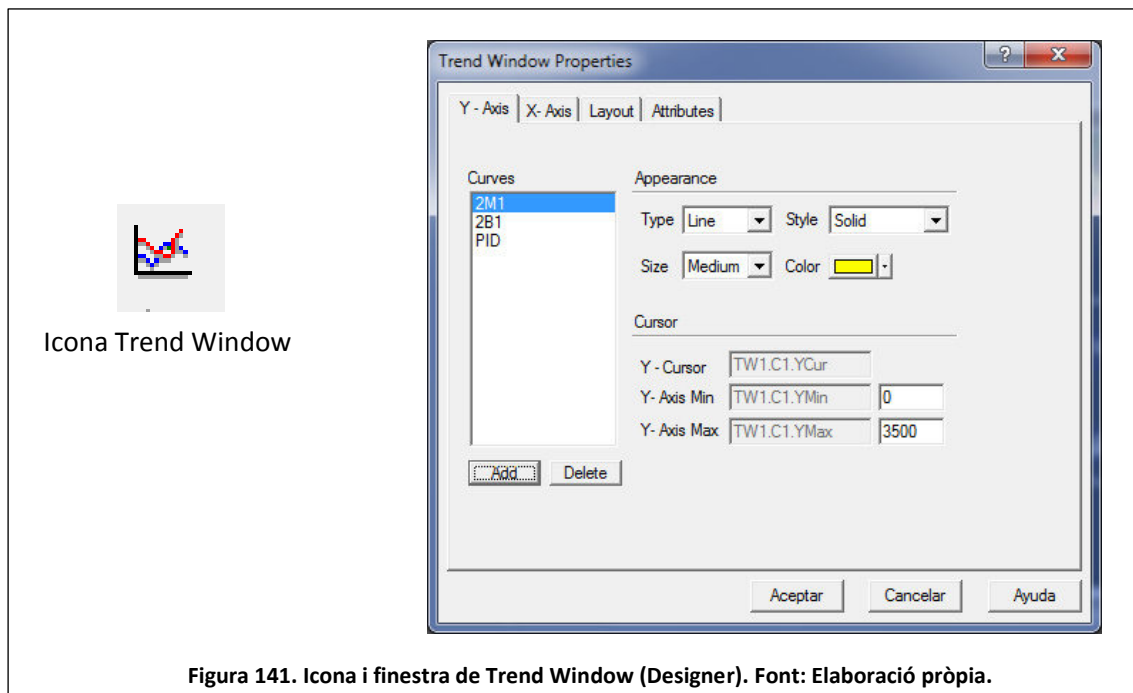 Trend Window Properties
Y - Axis X- Axis Layout Attributes
Curves
2M1
2B1
PID
Add Delete
Appearance
Type Line Style Solid
Size Medium Color
Cursor
Y - Cursor TW1.C1.YCur
Y- Axis Min TW1.C1.YMin 0
Y- Axis Max TW1.C1.YMax 3500
Aceptar Cancelar Ayuda
Icona Trend Window
Figura 141. Icona i finestra de Trend Window (Designer). Font: Elaboració pròpia.